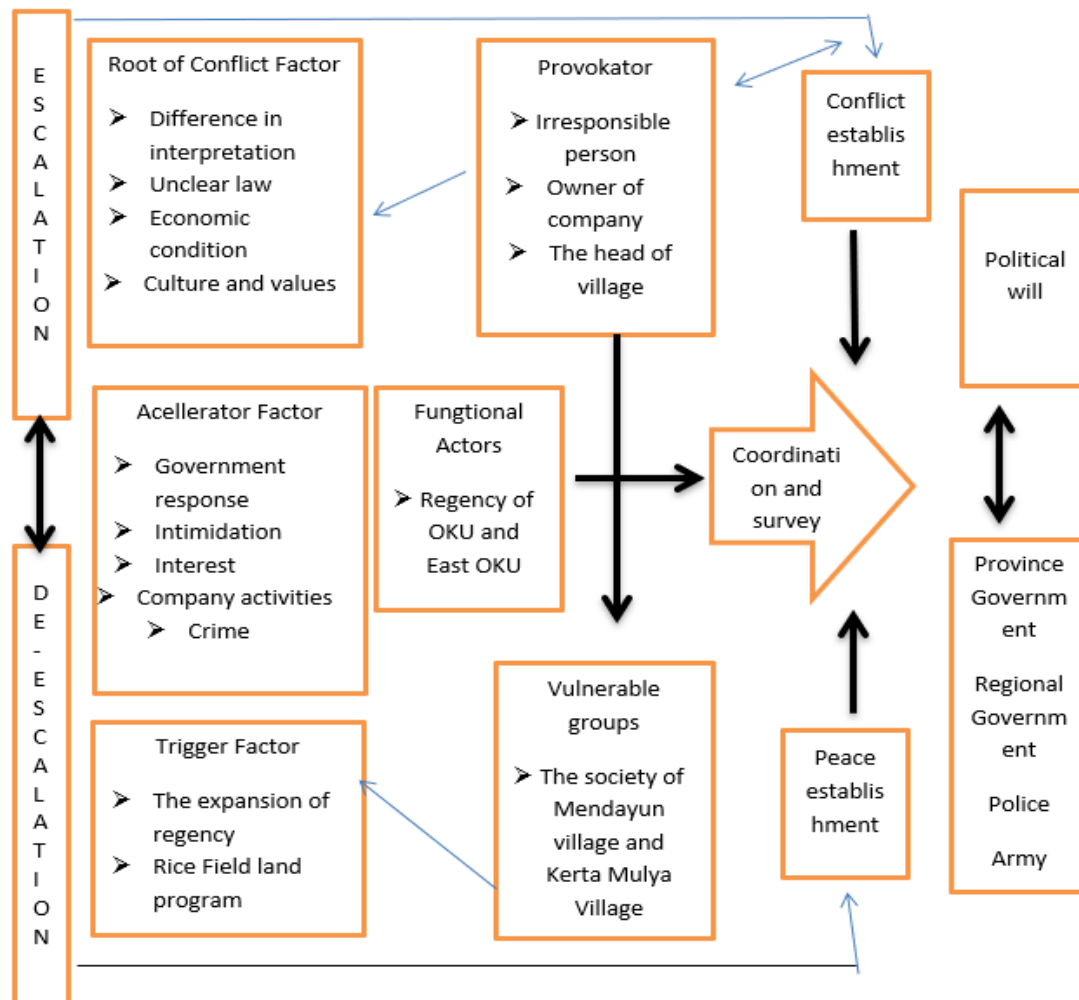 ESCALATION
Root of Conflict Factor
➢ Difference in
interpretation
➢ Unclear law
➢ Economic
condition
➢ Culture and values
Provokator
➢ Irresponsible
person
➢ Owner of
company
➢ The head of
village
Conflict
establis
hment
Political
will
Acellerator Factor
➢ Government
response
➢ Intimidation
➢ Interest
➢ Company activities
➢ Crime
Fungtional
Actors
➢ Regency of
OKU and
East OKU
Coordinati
on and
survey
DE-ESCALATION
Trigger Factor
➢ The expansion of
regency
➢ Rice Field land
program
Vulnerable
groups
➢ The society of
Mendayun
village and
Kerta Mulya
Village
Peace
establis
hment
Province
Governm
ent
Regional
Governm
ent
Police
Army